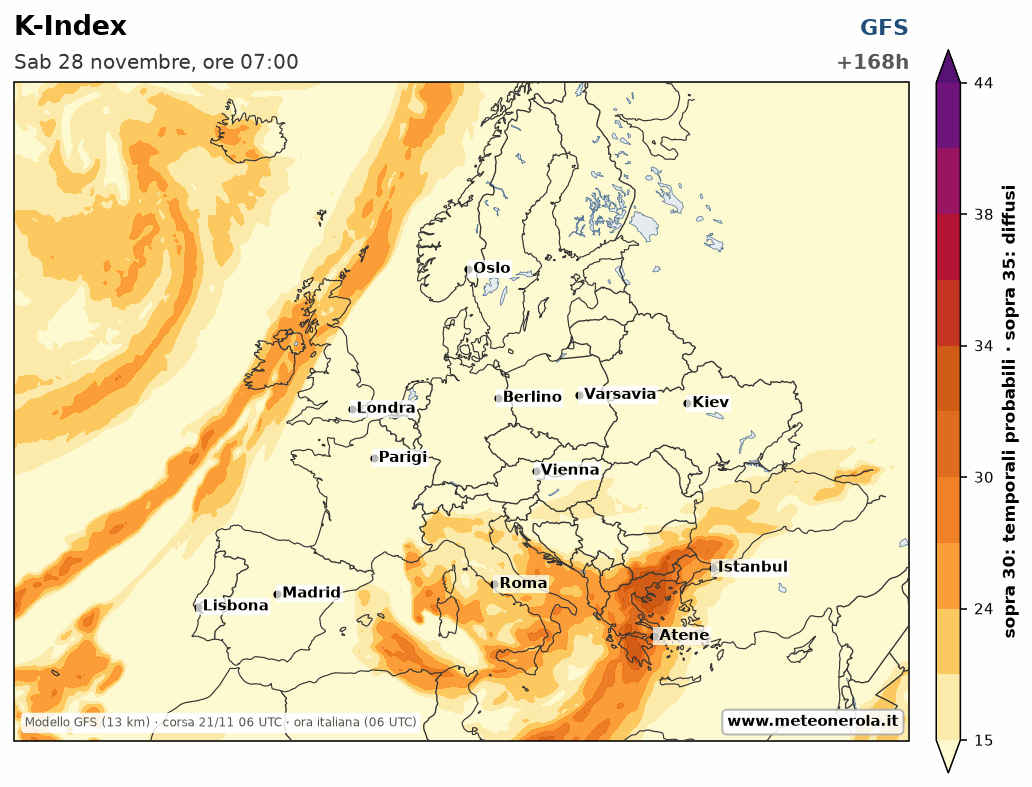 K-Index
GFS
Sab 28 novembre, ore 07:00
+168h
Oslo
Berlino
Varsavia
Kiev
Londra
Parigi
Vienna
Roma
Istanbul
Madrid
Lisbona
Atene
Modello GFS (13 km) · corsa 21/11 06 UTC · ora italiana (06 UTC)
www.meteonerola.it
44
38
34
30
24
15
sopra 30: temporali probabili · sopra 35: diffusi